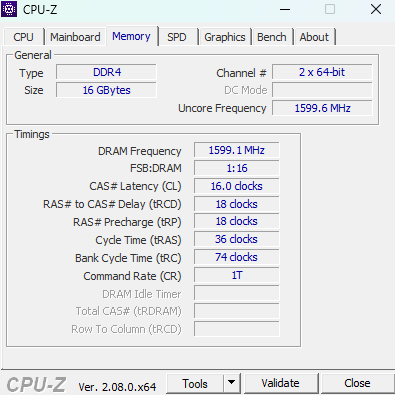 CPU-Z
CPU Mainboard Memory SPD Graphics Bench About
General
Type DDR4 Channel # 2 x 64-bit
Size 16 GBytes DC Mode
Uncore Frequency 1599.6 MHz
Timings
DRAM Frequency 1599.1 MHz
FSB:DRAM 1:16
CAS# Latency (CL) 16.0 clocks
RAS# to CAS# Delay (tRCD) 18 clocks
RAS# Precharge (tRP) 18 clocks
Cycle Time (tRAS) 36 clocks
Bank Cycle Time (tRC) 74 clocks
Command Rate (CR) 1T
DRAM Idle Timer
Total CAS# (tRDRAM)
Row To Column (tRCD)
CPU-Z Ver. 2.08.0.x64 Tools Validate Close